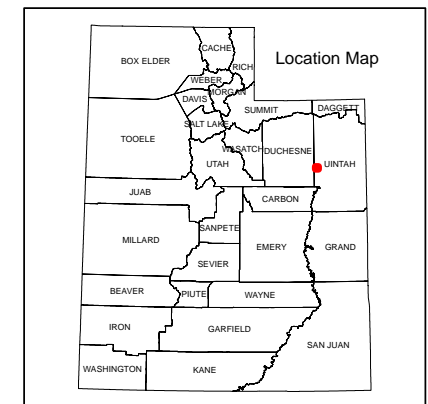 Location Map
CACHE
BOX ELDER
RICH
WEBER
MORGAN
DAVIS
SUMMIT
DAGGETT
SALT LAKE
TOOELE
WASATCH
DUCHESNE
UTAH
UINTAH
JUAB
CARBON
SANPETE
MILLARD
EMERY
GRAND
SEVIER
BEAVER
PIUTE
WAYNE
IRON
GARFIELD
SAN JUAN
WASHINGTON
KANE